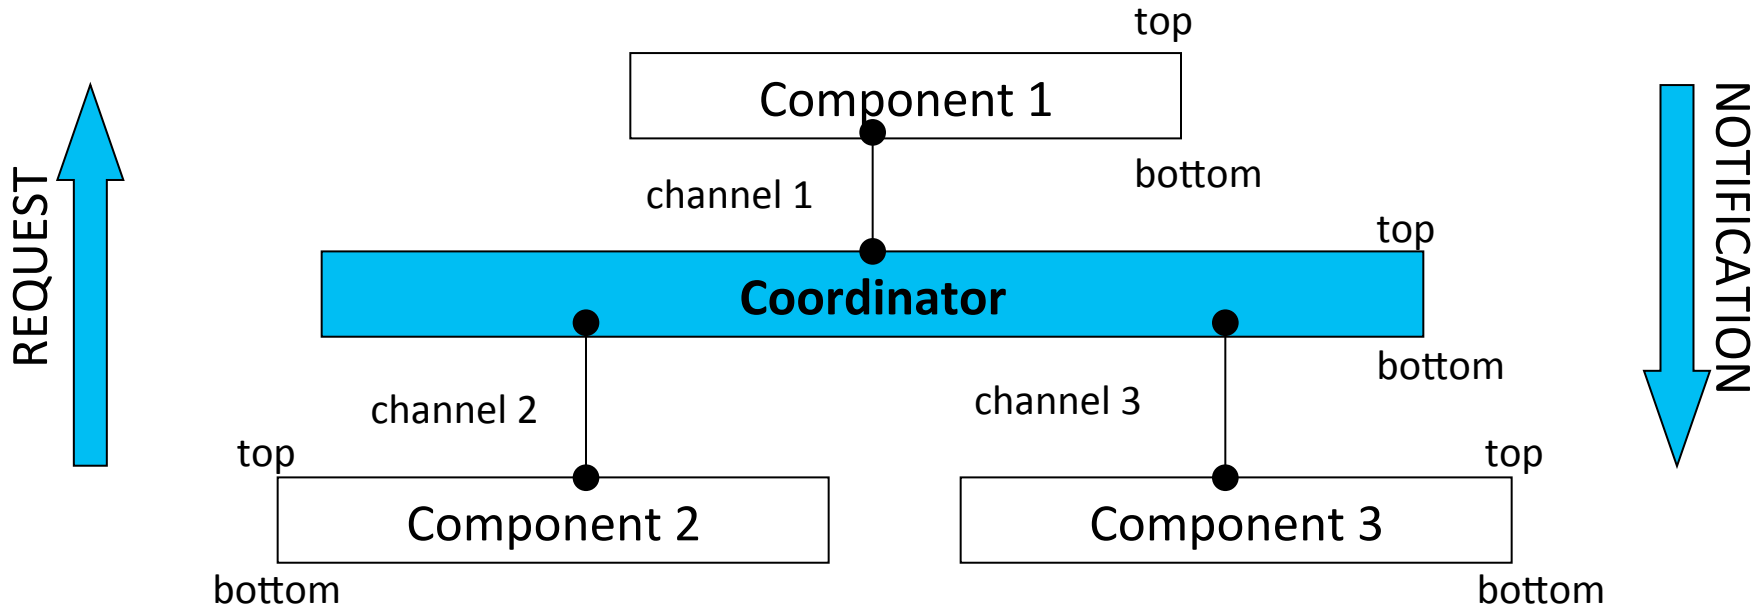 top
Component 1
bottom
channel 1
REQUEST
NOTIFICATION
top
Coordinator
bottom
channel 2
channel 3
top
top
Component 2
Component 3
bottom
bottom